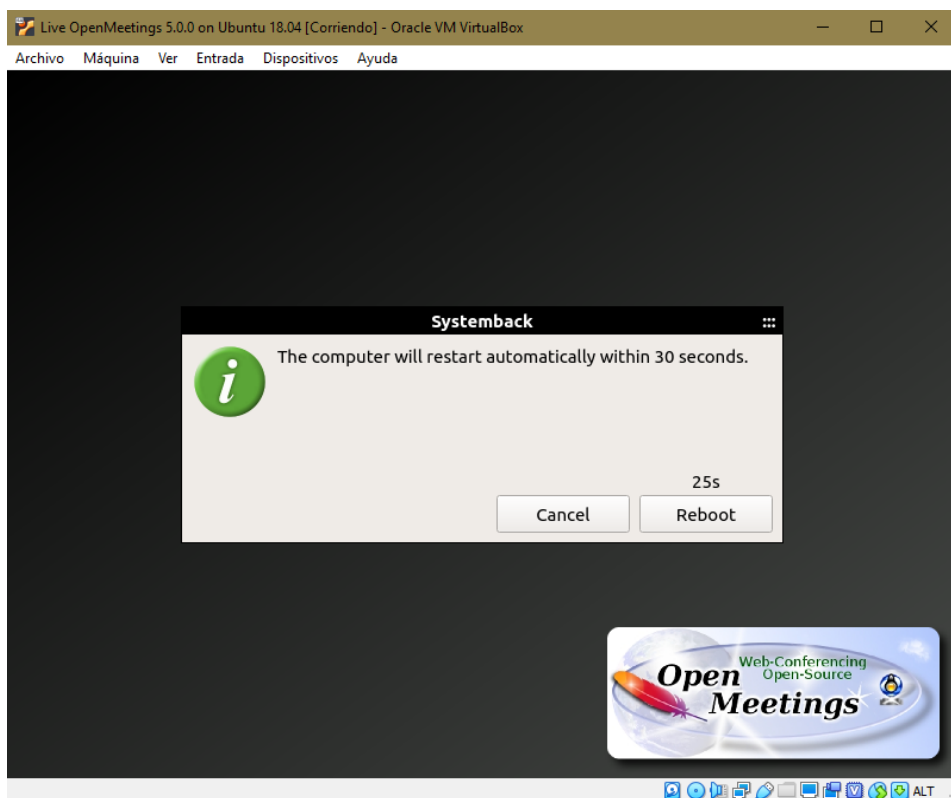 Live OpenMeetings 5.0.0 on Ubuntu 18.04 [Corriendo] - Oracle VM VirtualBox
Archivo Máquina Ver Entrada Dispositivos Ayuda
Systemback
The computer will restart automatically within 30 seconds.
25s
Cancel Reboot
Web-Conferencing
Open Open-Source
Meetings
ALT